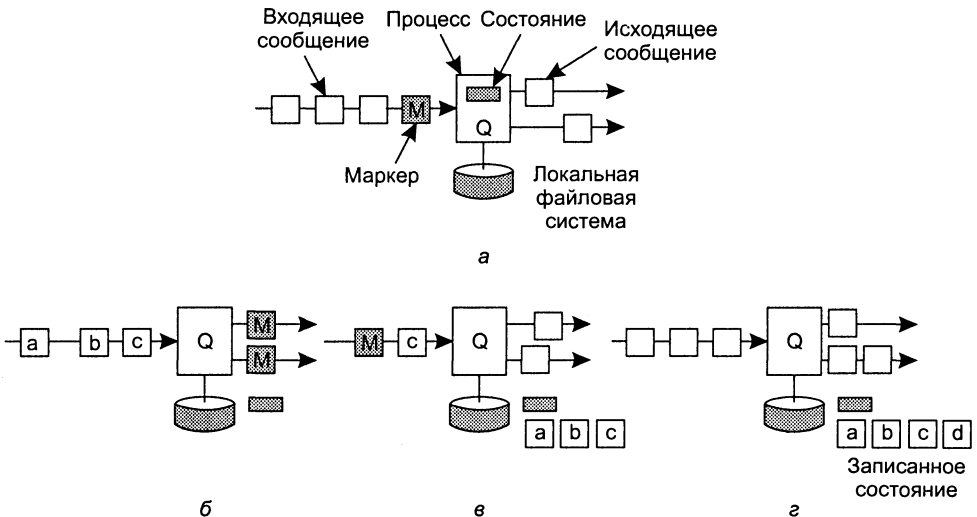 Входящее
сообщение
Процесс
Состояние
Исходящее
сообщение
M
Q
Маркер
Локальная
файловая
система
а
a
b
c
Q
M
M
б
M
c
Q
a
b
c
в
Q
a
b
c
d
Записанное
состояние
г